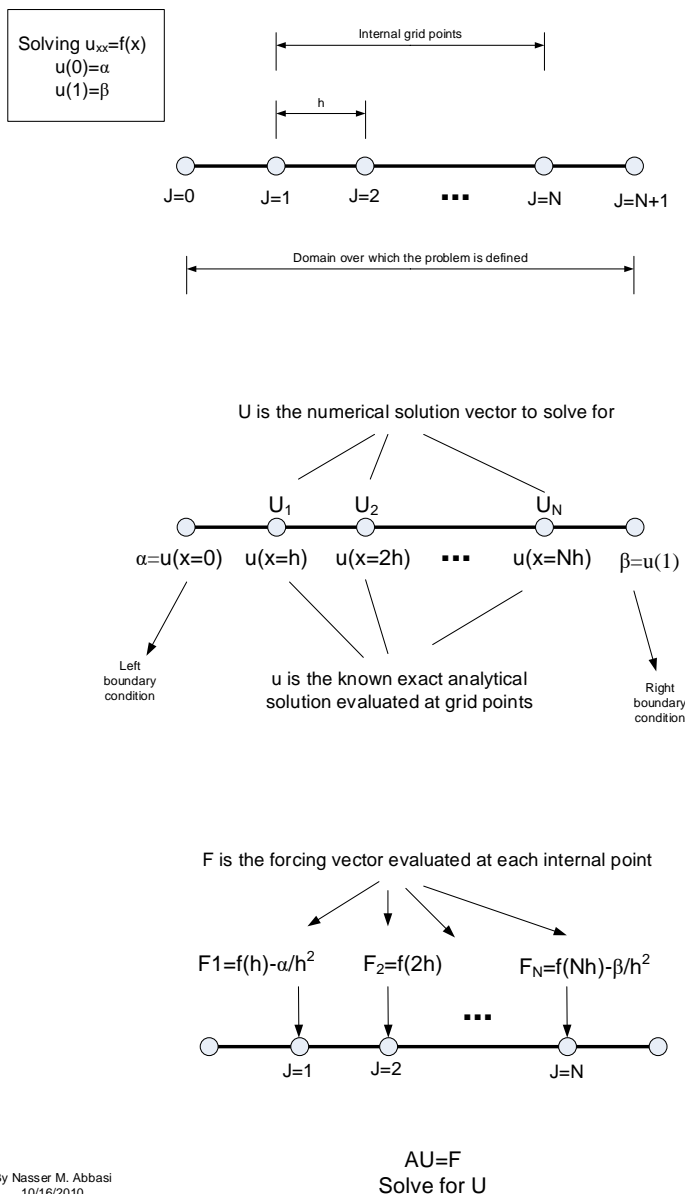 Solving uₓₓ=f(x)
u(0)=α
u(1)=β
Internal grid points
h
J=0 J=1 J=2 ... J=N J=N+1
Domain over which the problem is defined
U is the numerical solution vector to solve for
U₁ U₂ U_N
α=u(x=0) u(x=h) u(x=2h) ... u(x=Nh) β=u(1)
Left
boundary
condition
u is the known exact analytical
solution evaluated at grid points
Right
boundary
condition
F is the forcing vector evaluated at each internal point
F1=f(h)-α/h² F₂=f(2h) F_N=f(Nh)-β/h²
...
J=1 J=2 J=N
AU=F
Solve for U
By Nasser M. Abbasi
10/16/2010